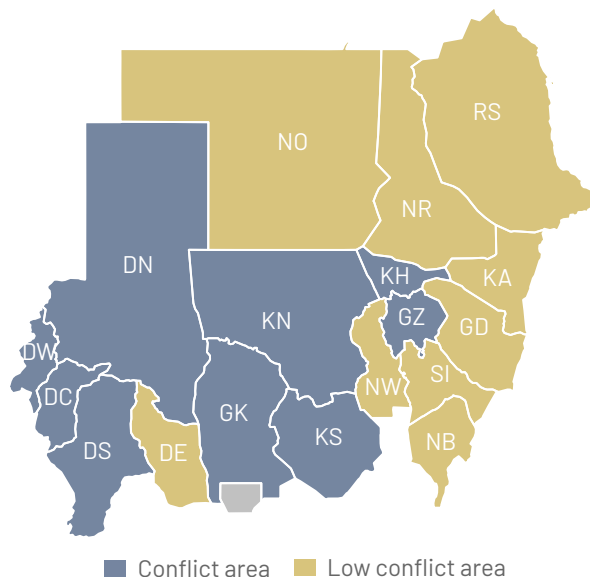 RS
NO
NR
DN
KH
KA
KN
GZ
GD
DW
NW
SI
DC
GK
KS
NB
DS
DE
Conflict area
Low conflict area